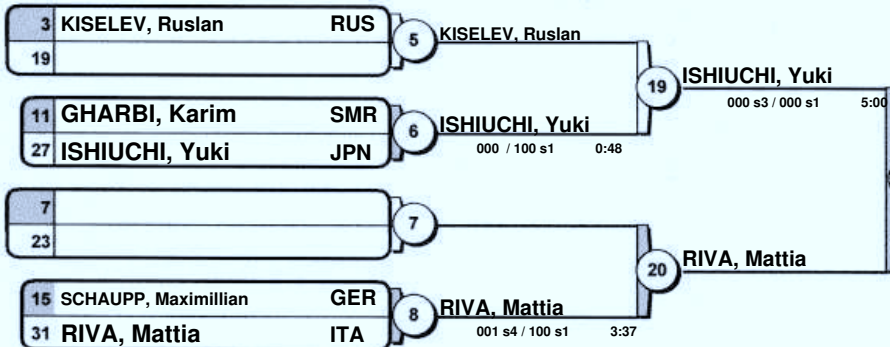 3 KISELEV, Ruslan RUS
19
5
KISELEV, Ruslan
11 GHARBI, Karim SMR
27 ISHIUCHI, Yuki JPN
6
ISHIUCHI, Yuki
000 / 100 s1 0:48
19
ISHIUCHI, Yuki
000 s3 / 000 s1 5:00
7
23
7
15 SCHAUPP, Maximillian GER
31 RIVA, Mattia ITA
8
RIVA, Mattia
001 s4 / 100 s1 3:37
20
RIVA, Mattia